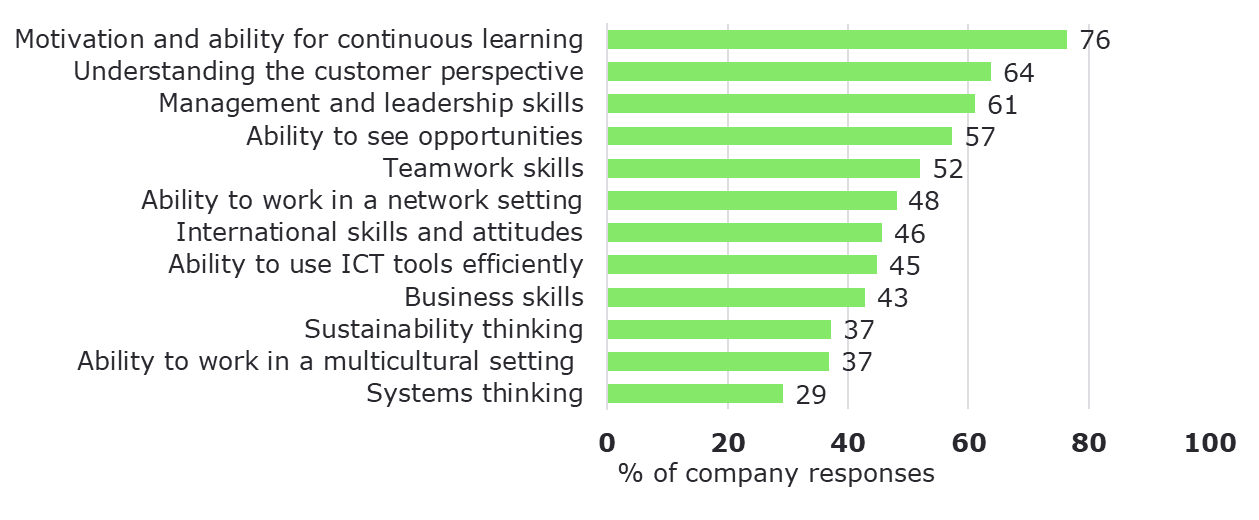 Motivation and ability for continuous learning 76
Understanding the customer perspective 64
Management and leadership skills 61
Ability to see opportunities 57
Teamwork skills 52
Ability to work in a network setting 48
International skills and attitudes 46
Ability to use ICT tools efficiently 45
Business skills 43
Sustainability thinking 37
Ability to work in a multicultural setting 37
Systems thinking 29
0 20 40 60 80 100
% of company responses